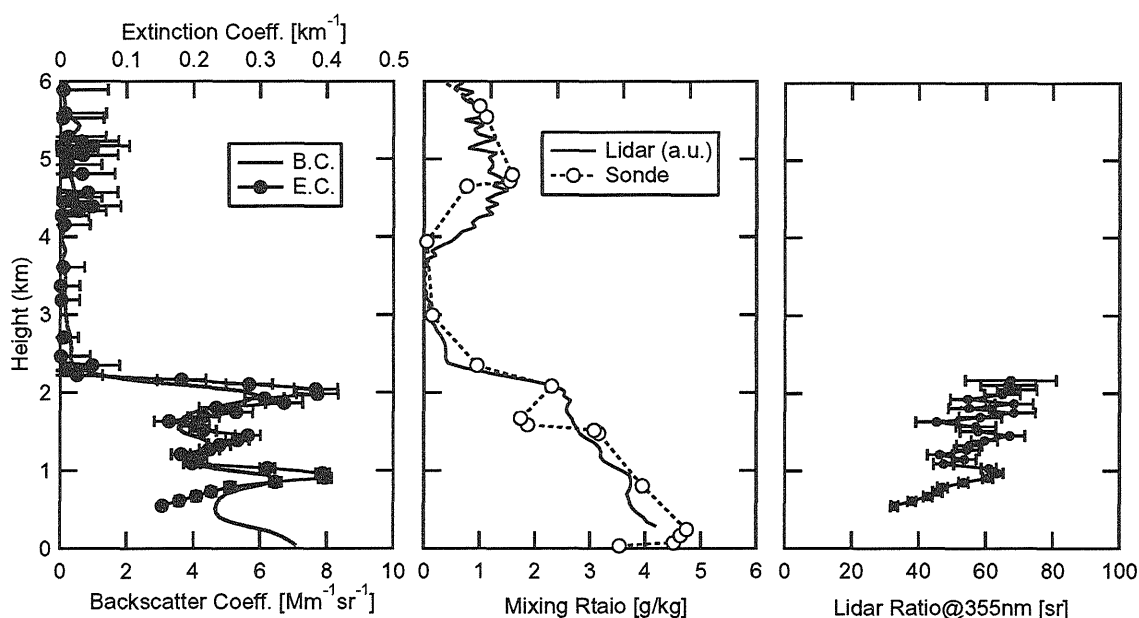 Extinction Coeff. [km⁻¹]
0 0.1 0.2 0.3 0.4 0.5
6
5
4
3
2
1
0
Height (km)
B.C.
E.C.
0 2 4 6 8 10
Backscatter Coeff. [Mm⁻¹sr⁻¹]
Lidar (a.u.)
Sonde
0 1 2 3 4 5 6
Mixing Rtaio [g/kg]
0 20 40 60 80 100
Lidar Ratio@355nm [sr]